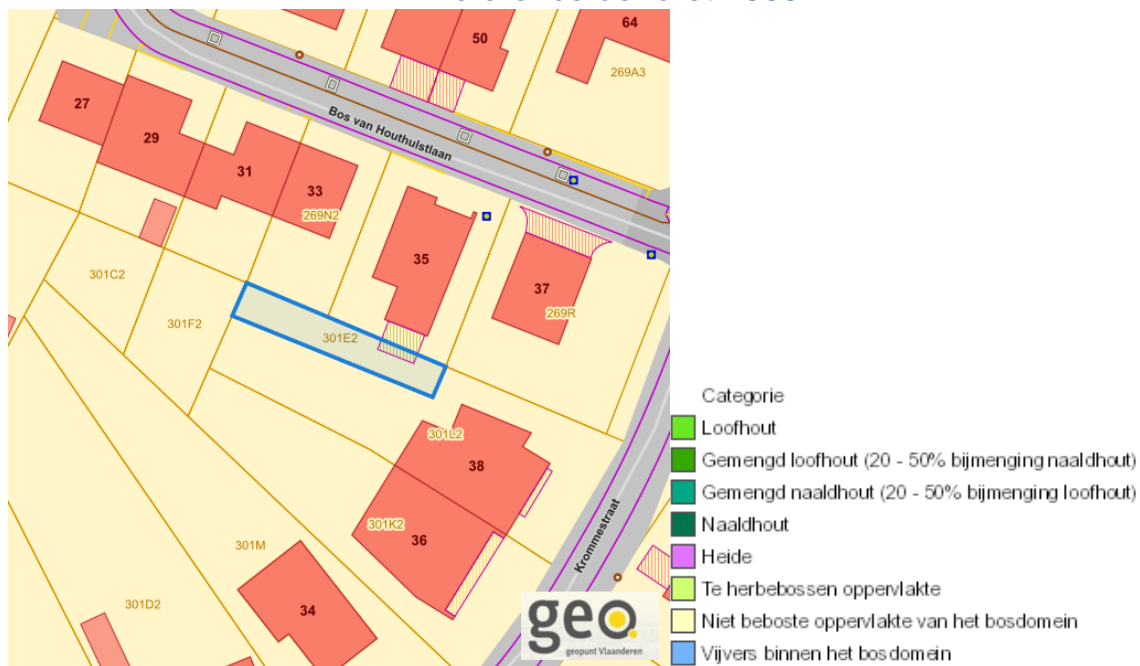 50
64
269A3
27
29
Bos van Houthulstlaan
31
33
269N2
35
37
269R
301C2
301F2
301E2
301L2
38
301K2
36
Krommestraat
301M
301D2
34
geo.
geopunt Vlaanderen
Categorie
Loofhout
Gemengd loofhout (20 - 50% bijmenging naaldhout)
Gemengd naaldhout (20 - 50% bijmenging loofhout)
Naaldhout
Heide
Te herbebossen oppervlakte
Niet beboste oppervlakte van het bosdomein
Vijvers binnen het bosdomein